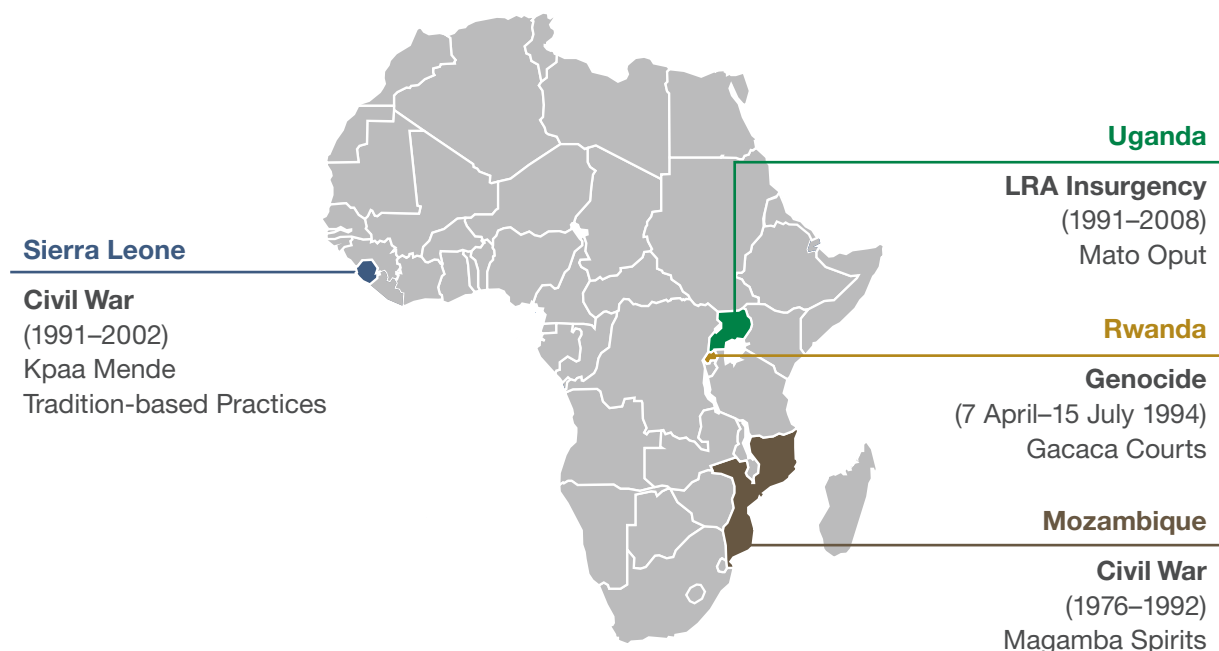 Uganda
LRA Insurgency
(1991–2008)
Mato Oput
Sierra Leone
Civil War
(1991–2002)
Kpaa Mende
Tradition-based Practices
Rwanda
Genocide
(7 April–15 July 1994)
Gacaca Courts
Mozambique
Civil War
(1976–1992)
Magamba Spirits